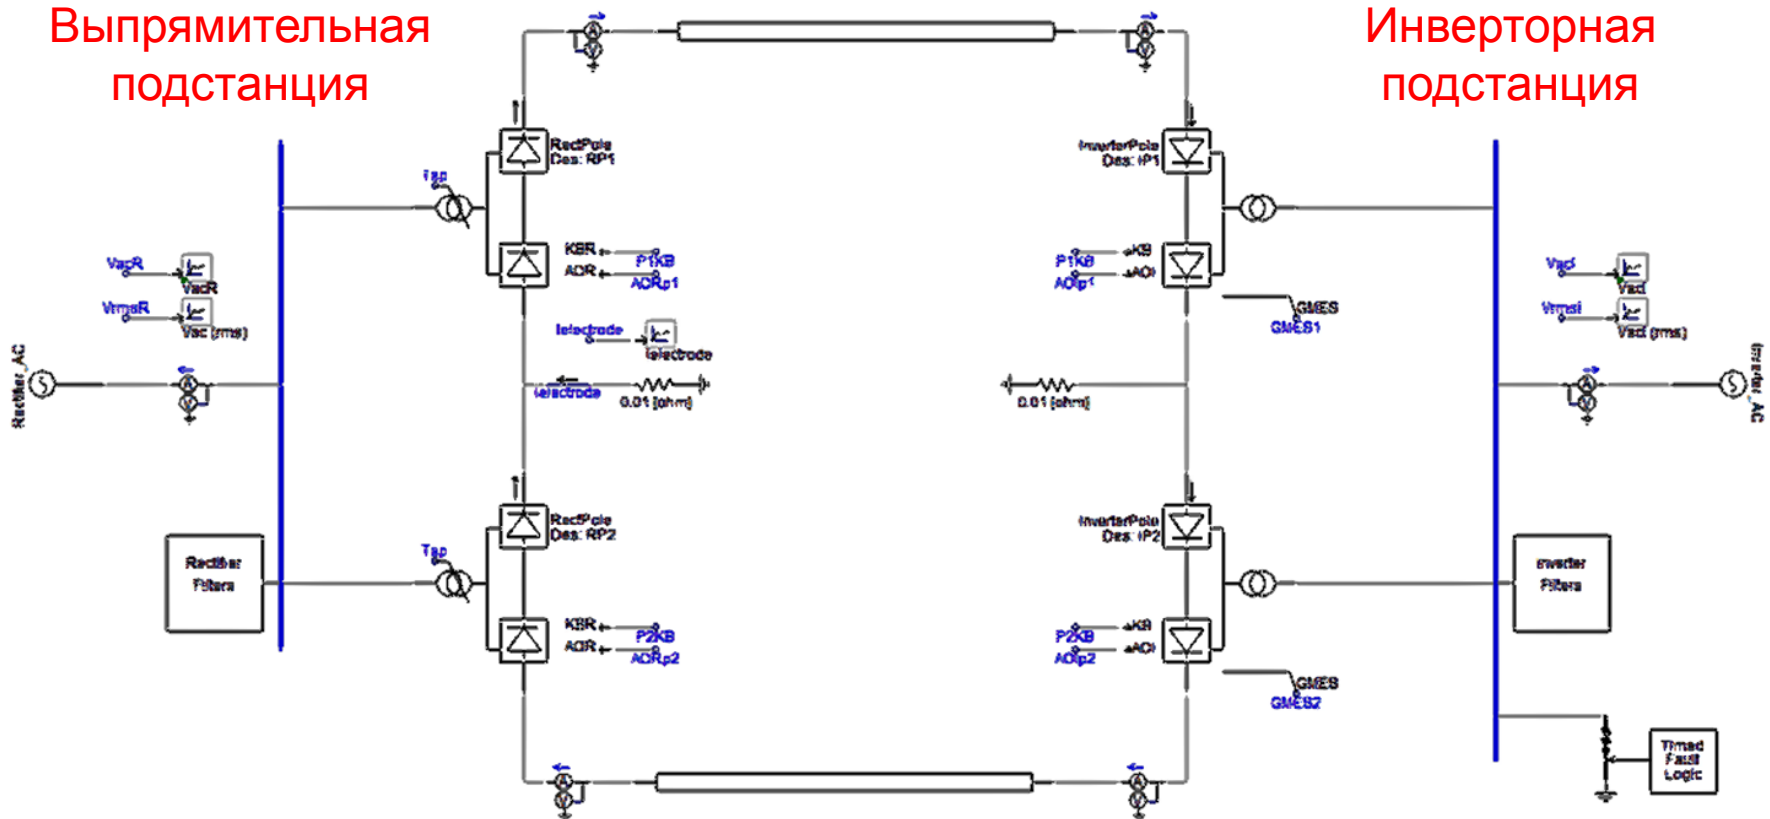 Выпрямительная
подстанция
Инверторная
подстанция
A
V
A
V
RectPole
Des: RP1
InverterPole
Des: IP1
Tap
KBR
P1KB
AOR
AORp1
KB
P1KB
AOI
AOIp1
VacR
VacR
VrmsR
Vac (rms)
VacI
VacI
VrmsI
VacI (rms)
GMES
GMES1
Ielectrode
Ielectrode
Rectifier_AC
S
A
V
Ielectrode
0.01 [ohm]
0.01 [ohm]
A
V
S
Inverter_AC
RectPole
Des: RP2
InverterPole
Des: IP2
Rectifier
Filters
Tap
Inverter
Filters
KBR
P2KB
AOR
AORp2
KB
P2KB
AOI
AOIp2
GMES
GMES2
Timed
Fault
Logic
A
V
A
V